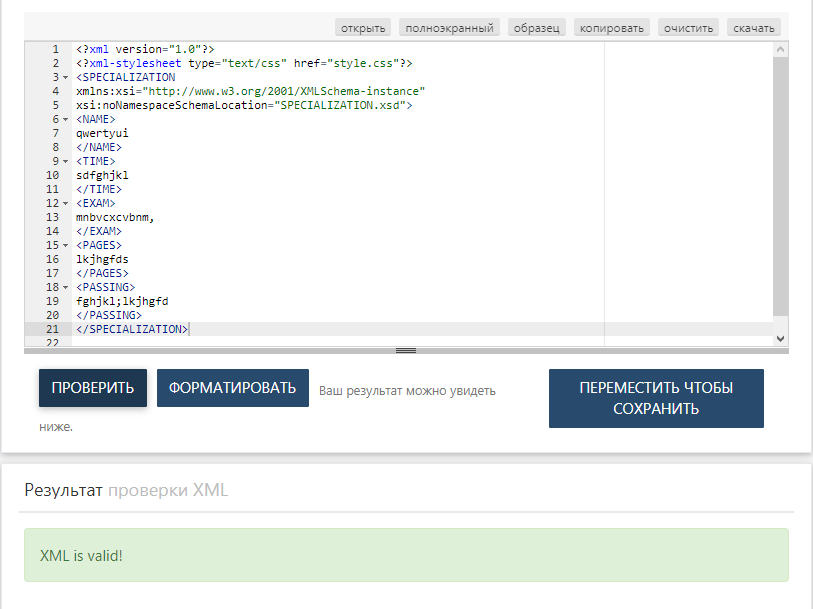 открыть полноэкранный образец копировать очистить скачать
1 <?xml version="1.0"?>
2 <?xml-stylesheet type="text/css" href="style.css"?>
3 <SPECIALIZATION
4 xmlns:xsi="http://www.w3.org/2001/XMLSchema-instance"
5 xsi:noNamespaceSchemaLocation="SPECIALIZATION.xsd">
6 <NAME>
7 qwertyui
8 </NAME>
9 <TIME>
10 sdfghjkl
11 </TIME>
12 <EXAM>
13 mnbvcxcvbnm,
14 </EXAM>
15 <PAGES>
16 lkjhgfds
17 </PAGES>
18 <PASSING>
19 fghjkl;lkjhgfd
20 </PASSING>
21 </SPECIALIZATION>
22
ПРОВЕРИТЬ ФОРМАТИРОВАТЬ Ваш результат можно увидеть
ниже.
ПЕРЕМЕСТИТЬ ЧТОБЫ
СОХРАНИТЬ
Результат проверки XML
XML is valid!